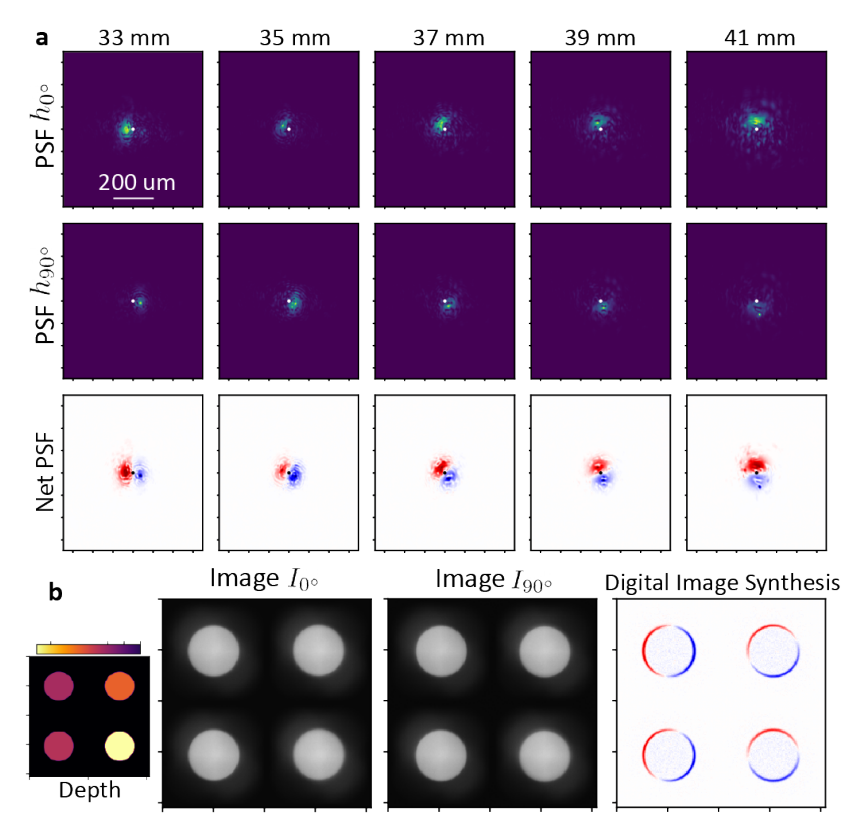 a
33 mm 35 mm 37 mm 39 mm 41 mm
PSF h0°
200 um
PSF h90°
Net PSF
b
Image I0° Image I90° Digital Image Synthesis
Depth